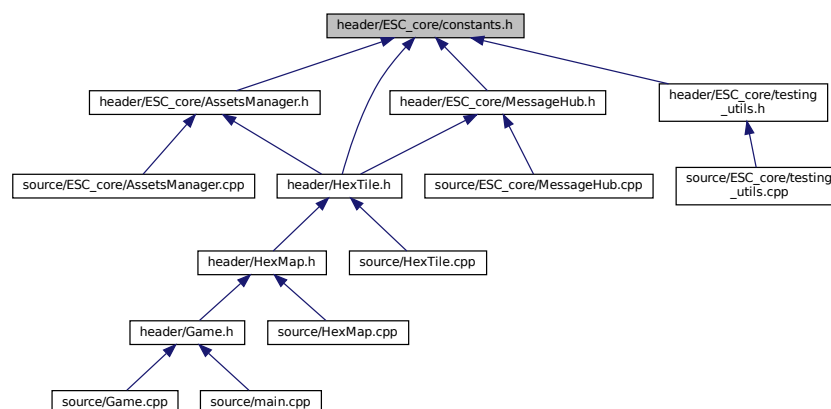 header/ESC_core/constants.h
header/ESC_core/AssetsManager.h
header/ESC_core/MessageHub.h
header/ESC_core/testing
_utils.h
source/ESC_core/AssetsManager.cpp
header/HexTile.h
source/ESC_core/MessageHub.cpp
source/ESC_core/testing
_utils.cpp
header/HexMap.h
source/HexTile.cpp
header/Game.h
source/HexMap.cpp
source/Game.cpp
source/main.cpp